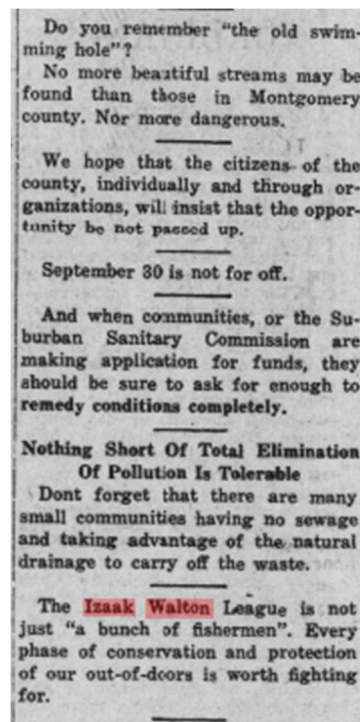 Do you remember "the old swim-
ming hole"?
No more beautiful streams may be
found than those in Montgomery
county. Nor more dangerous.
We hope that the citizens of the
county, individually and through or-
ganizations, will insist that the oppor-
tunity be not passed up.
September 30 is not for off.
And when communities, or the Su-
burban Sanitary Commission are
making application for funds, they
should be sure to ask for enough to
remedy conditions completely.
Nothing Short Of Total Elimination
Of Pollution Is Tolerable
Dont forget that there are many
small communities having no sewage
and taking advantage of the natural
drainage to carry off the waste.
The Izaak Walton League is not
just "a bunch of fishermen". Every
phase of conservation and protection
of our out-of-doors is worth fighting
for.